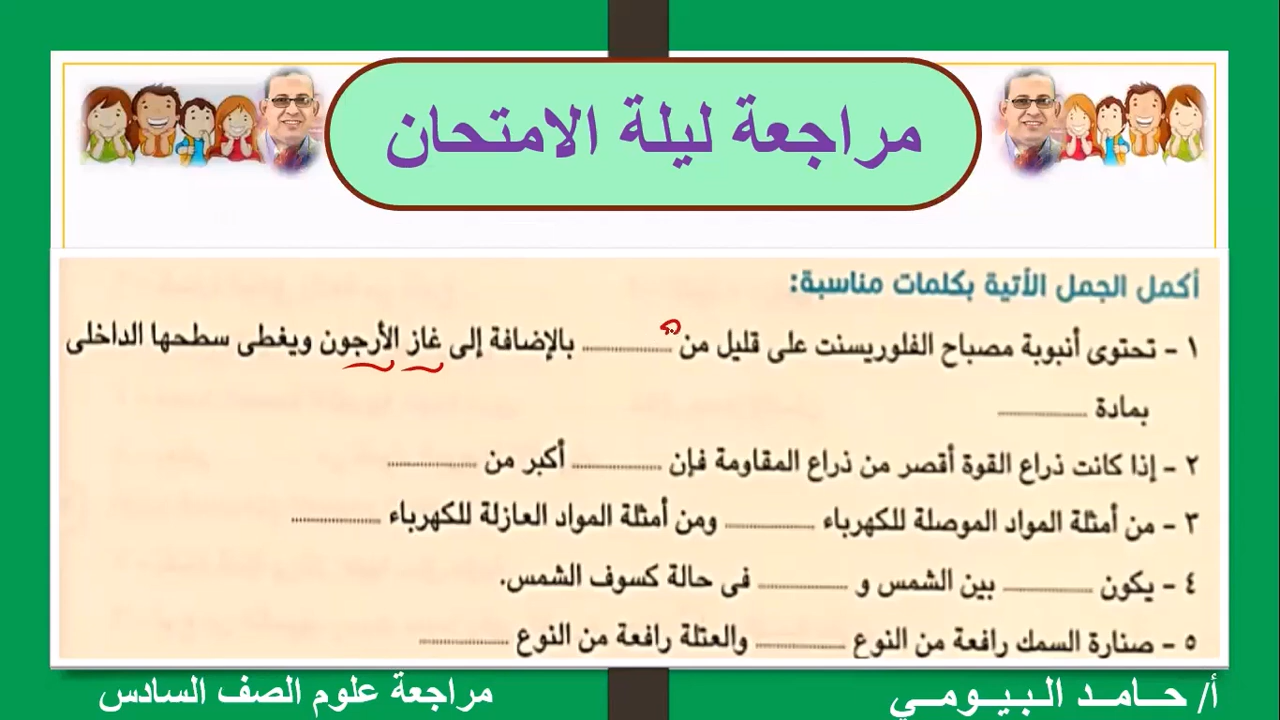 مراجعة ليلة الامتحان
أكمل الجمل الأتية بكلمات مناسبة:
١ - تحتوى أنبوبة مصباح الفلوريسنت على قليل من ............ بالإضافة إلى غاز الأرجون ويغطى سطحها الداخلى
بمادة ............
٢ - إذا كانت ذراع القوة أقصر من ذراع المقاومة فإن ............ أكبر من ............
٣ - من أمثلة المواد الموصلة للكهرباء ............ ومن أمثلة المواد العازلة للكهرباء ............
٤ - يكون ............ بين الشمس و ............ فى حالة كسوف الشمس.
٥ - صنارة السمك رافعة من النوع ............ والعتلة رافعة من النوع ............
أ/ حامد البيومي
مراجعة علوم الصف السادس